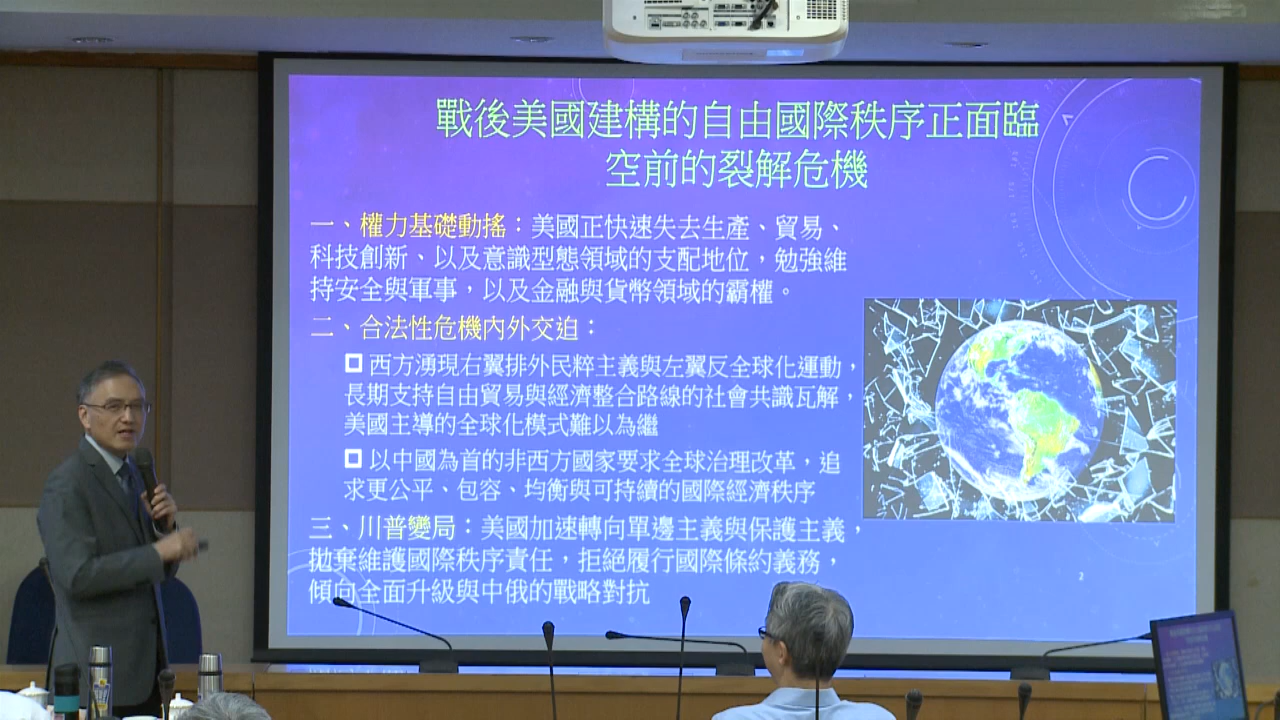 戰後美國建構的自由國際秩序正面臨
空前的裂解危機
一、權力基礎動搖：美國正快速失去生產、貿易、
科技創新、以及意識型態領域的支配地位，勉強維
持安全與軍事，以及金融與貨幣領域的霸權。
二、合法性危機內外交迫：
西方湧現右翼排外民粹主義與左翼反全球化運動，
長期支持自由貿易與經濟整合路線的社會共識瓦解，
美國主導的全球化模式難以為繼
以中國為首的非西方國家要求全球治理改革，追
求更公平、包容、均衡與可持續的國際經濟秩序
三、川普變局：美國加速轉向單邊主義與保護主義，
拋棄維護國際秩序責任，拒絕履行國際條約義務，
傾向全面升級與中俄的戰略對抗
2